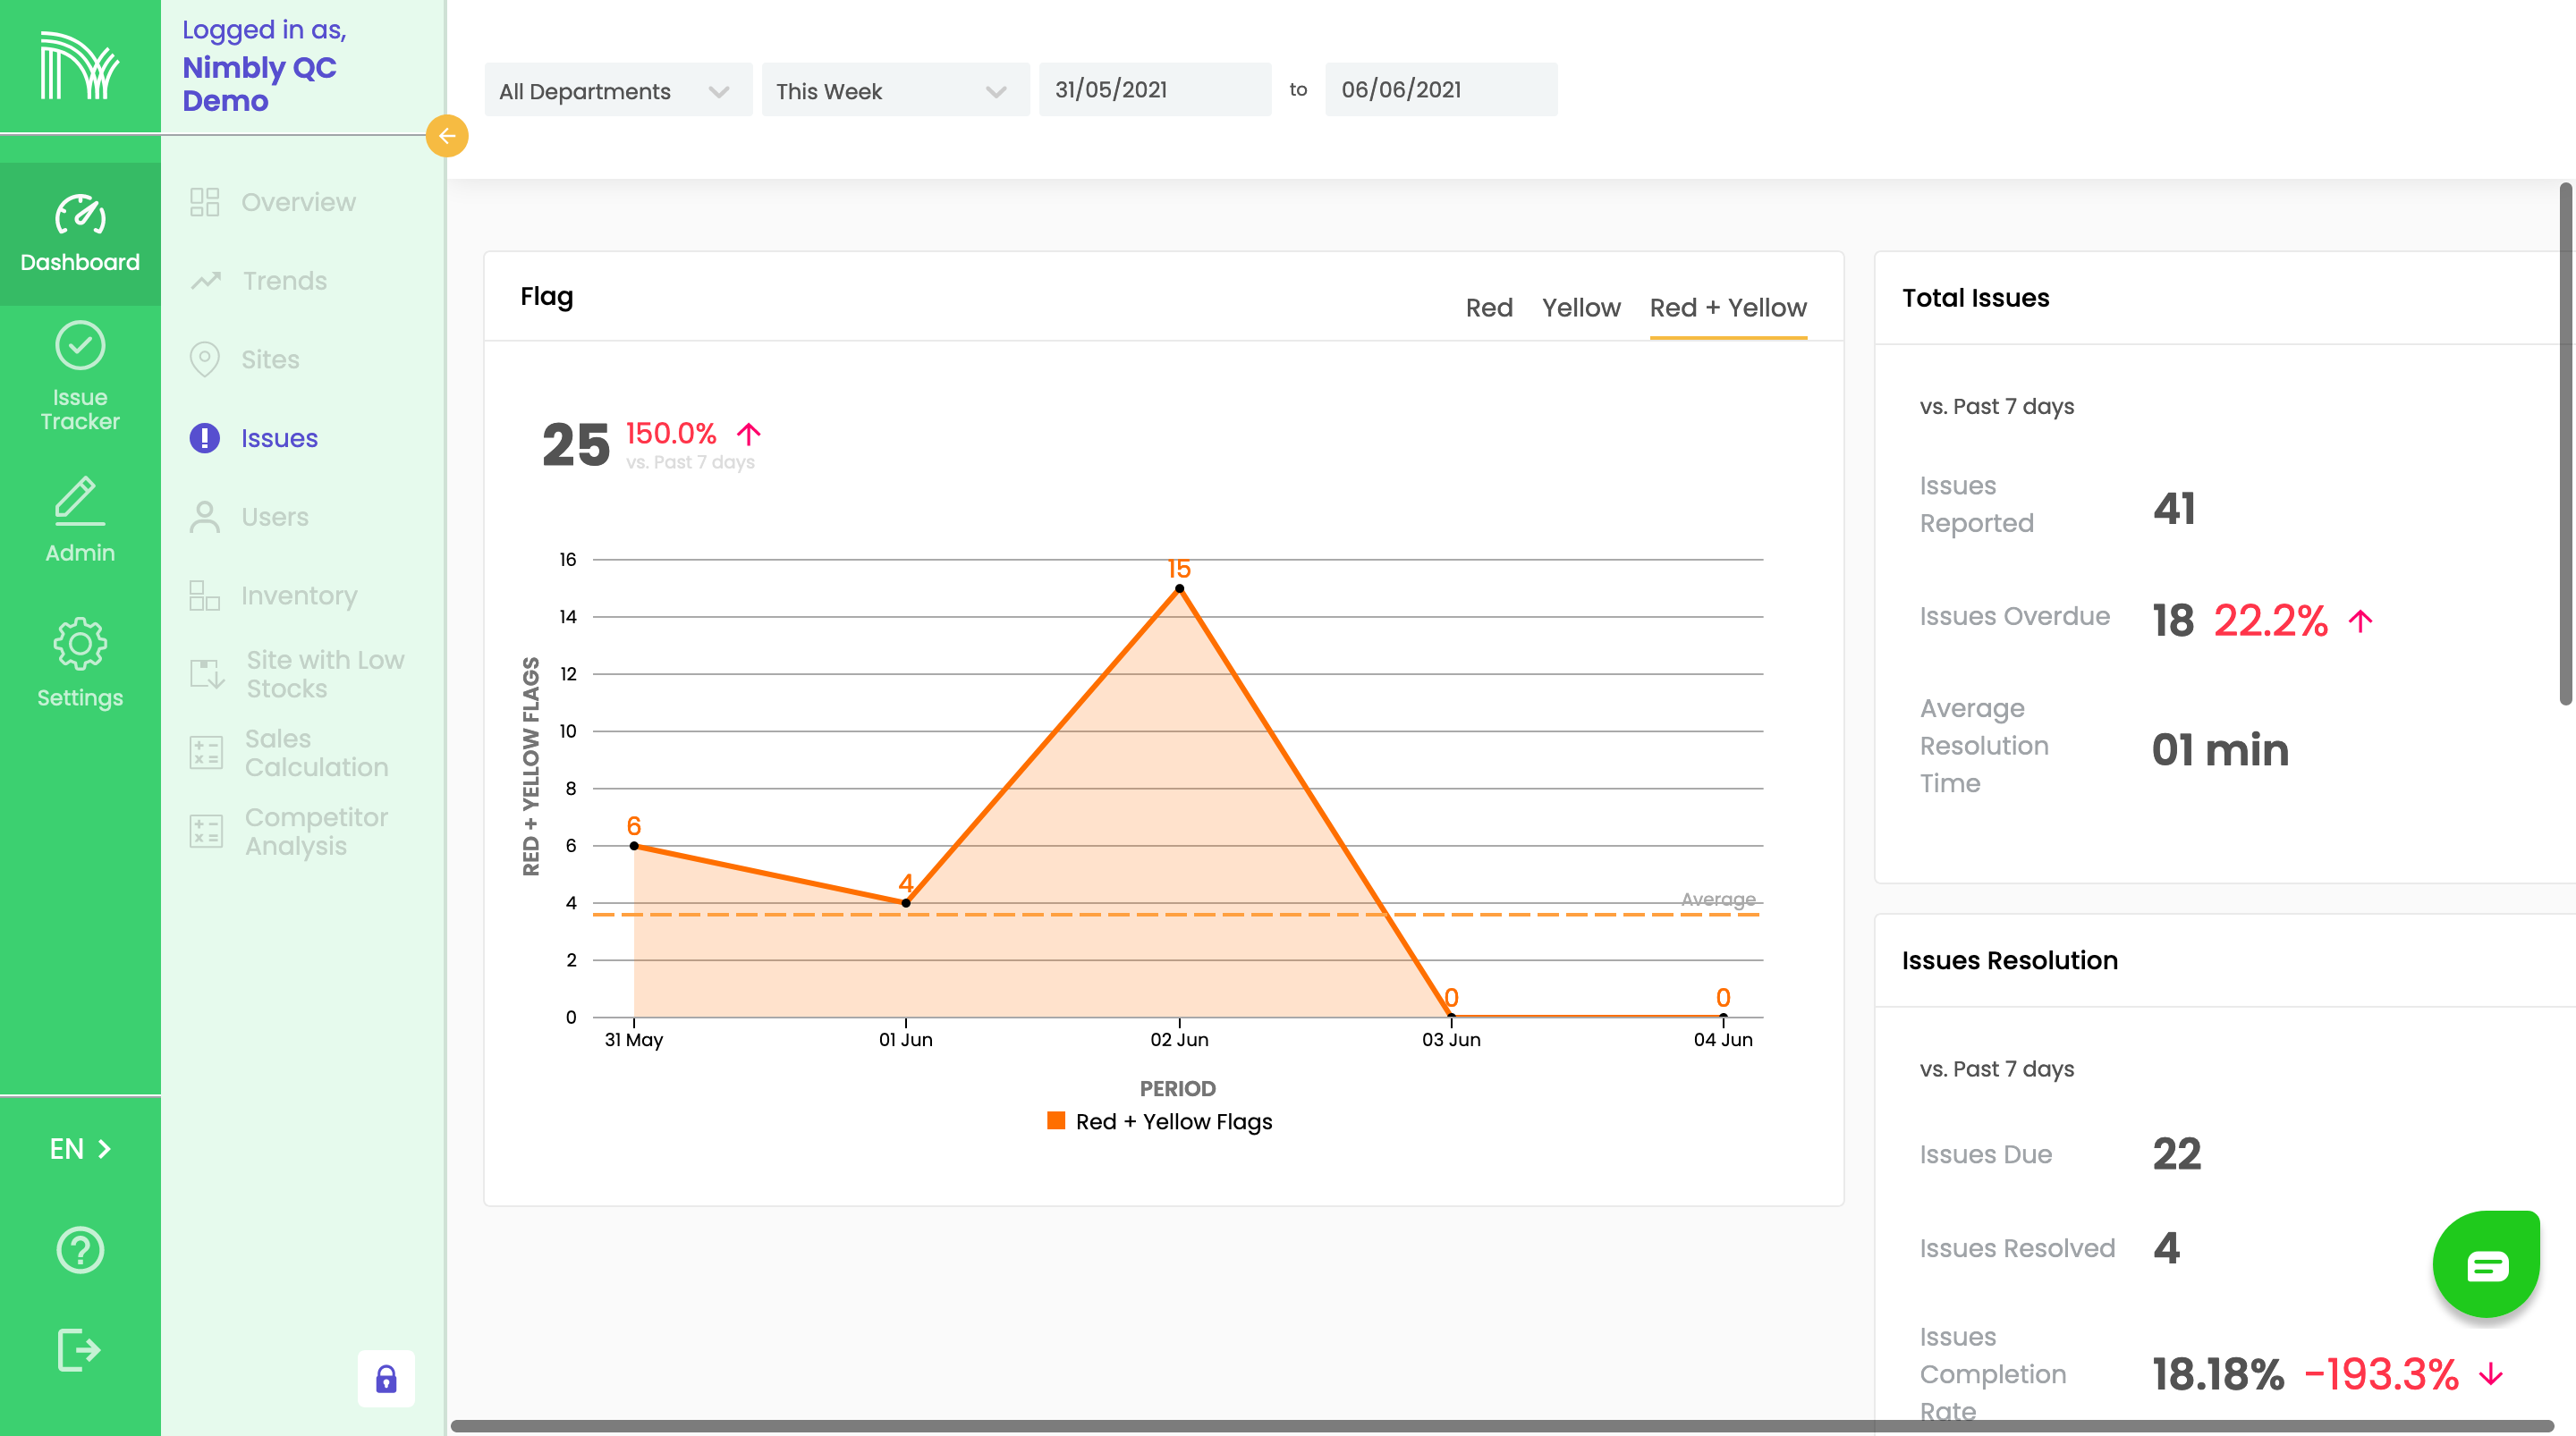 Logged in as,
Nimbly QC
Demo
Dashboard
Issue
Tracker
Admin
Settings
EN
Overview
Trends
Sites
Issues
Users
Inventory
Site with Low
Stocks
Sales
Calculation
Competitor
Analysis
All Departments
This Week
31/05/2021
to
06/06/2021
Flag
Red
Yellow
Red + Yellow
25
150.0%
vs. Past 7 days
RED + YELLOW FLAGS
16
14
12
10
8
6
4
2
0
6
4
15
0
0
Average
31 May
01 Jun
02 Jun
03 Jun
04 Jun
PERIOD
Red + Yellow Flags
Total Issues
vs. Past 7 days
Issues
Reported
41
Issues Overdue
18 22.2%
Average
Resolution
Time
01 min
Issues Resolution
vs. Past 7 days
Issues Due
22
Issues Resolved
4
Issues
Completion
Rate
18.18% -193.3%